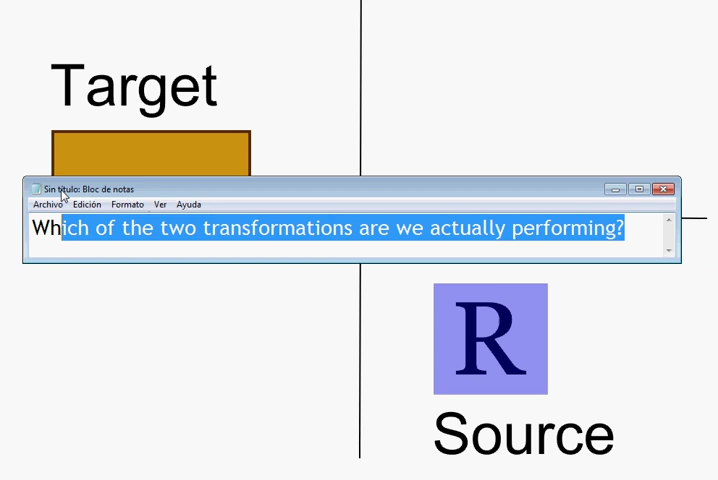 Target
Sin título: Bloc de notas
Archivo Edición Formato Ver Ayuda
Which of the two transformations are we actually performing?
R
Source